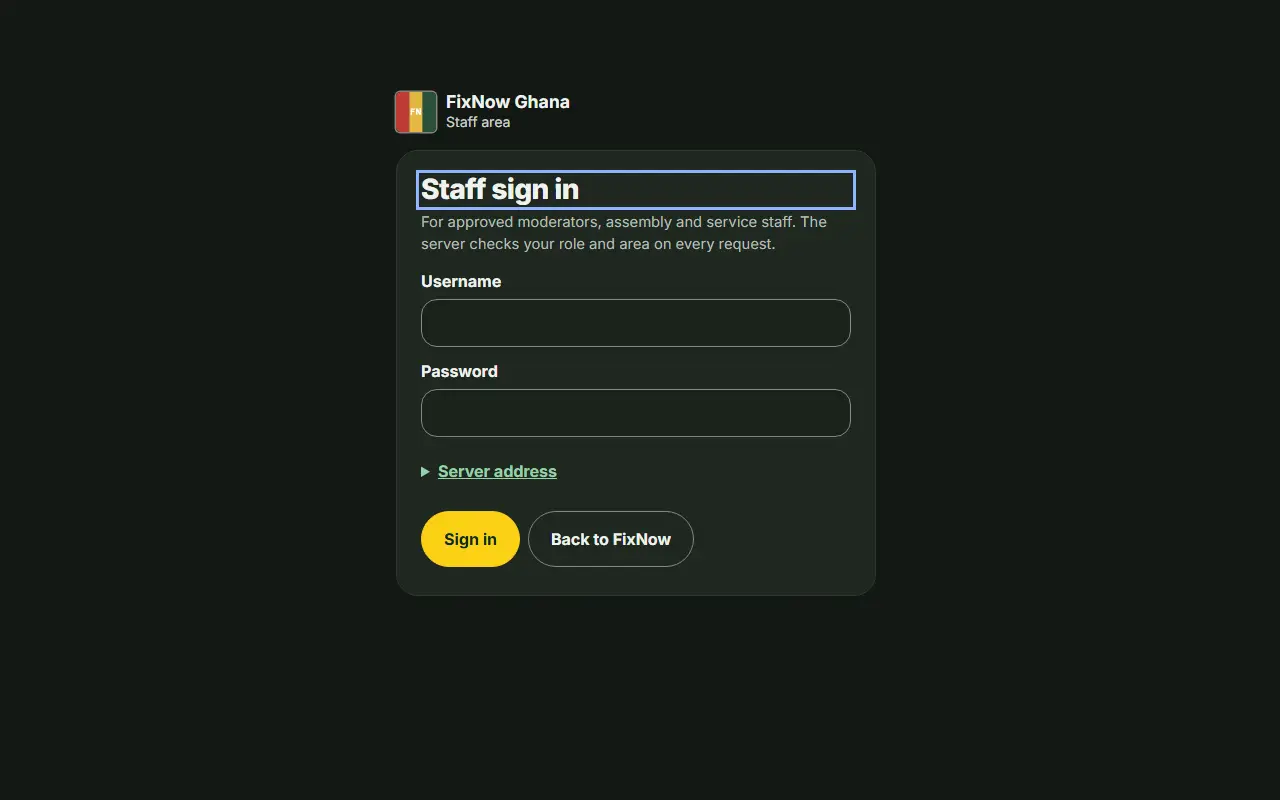 FN
FixNow Ghana
Staff area
Staff sign in
For approved moderators, assembly and service staff. The
server checks your role and area on every request.
Username
Password
Server address
Sign in
Back to FixNow